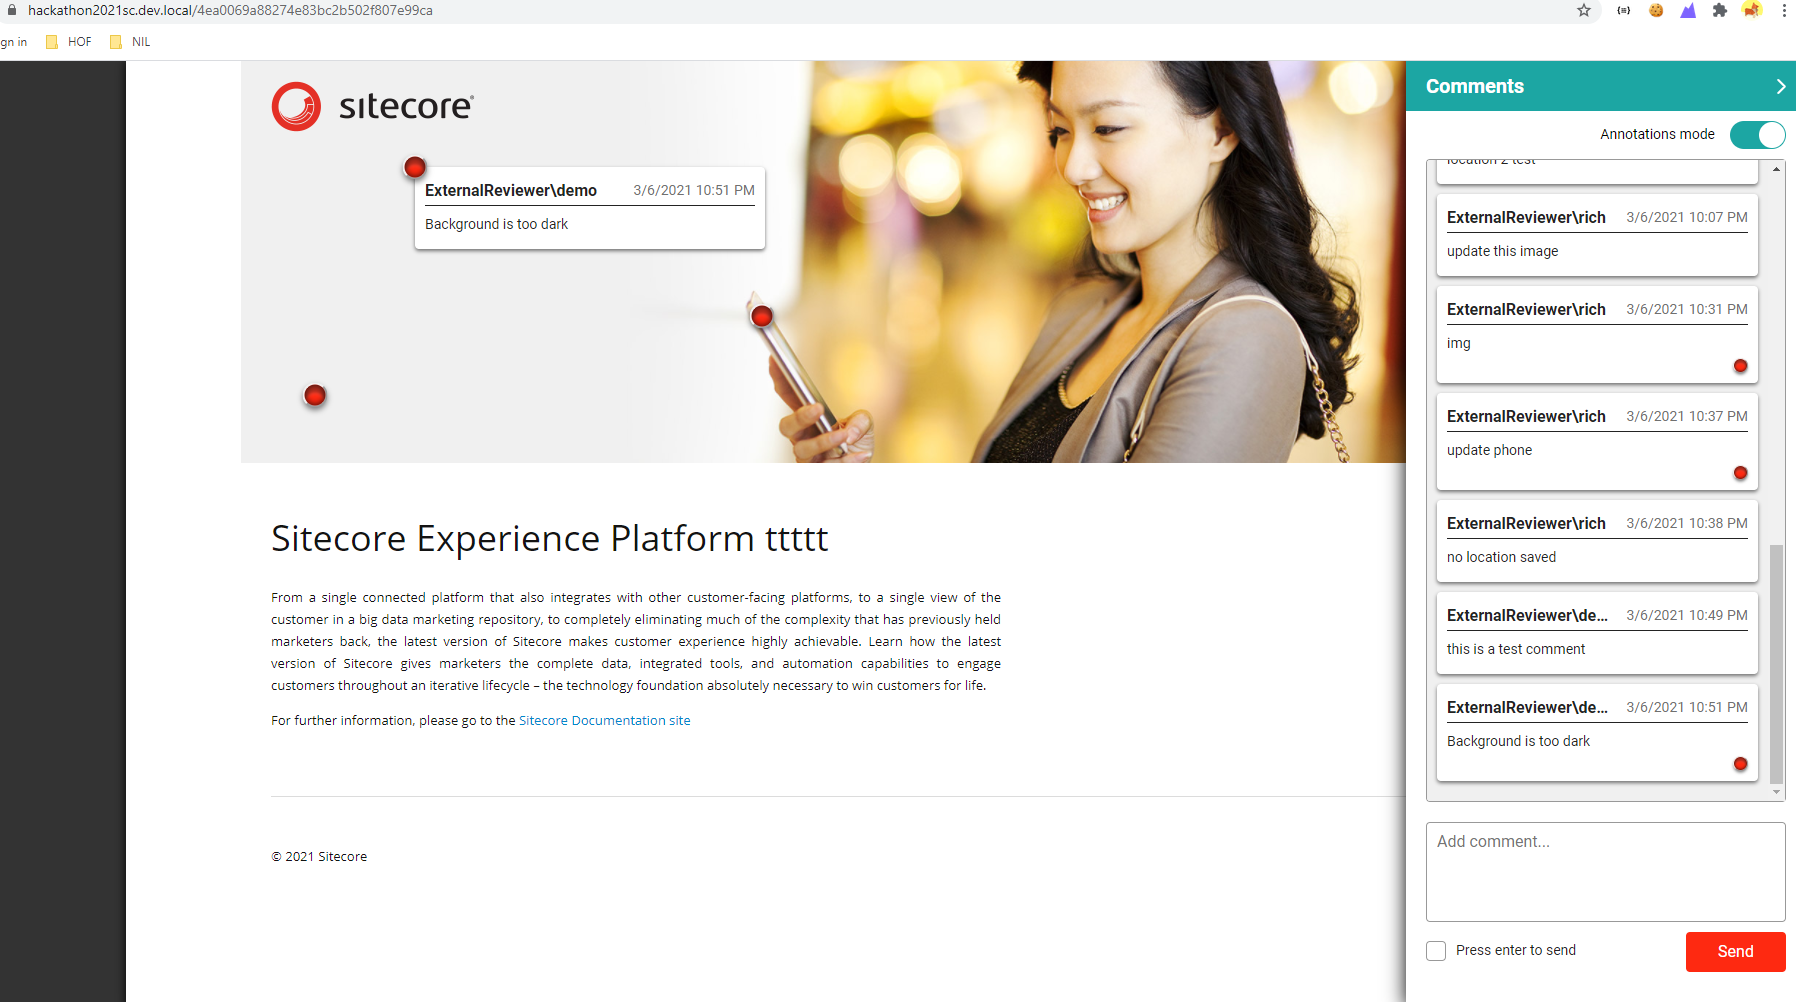 hackathon2021sc.dev.local/4ea0069a88274e83bc2b502f807e99ca
gn in HOF NIL
sitecore
ExternalReviewer\demo 3/6/2021 10:51 PM
Background is too dark
Sitecore Experience Platform ttttt
From a single connected platform that also integrates with other customer-facing platforms, to a single view of the
customer in a big data marketing repository, to completely eliminating much of the complexity that has previously held
marketers back, the latest version of Sitecore makes customer experience highly achievable. Learn how the latest
version of Sitecore gives marketers the complete data, integrated tools, and automation capabilities to engage
customers throughout an iterative lifecycle – the technology foundation absolutely necessary to win customers for life.
For further information, please go to the Sitecore Documentation site
© 2021 Sitecore
Comments
Annotations mode
location 2 test
ExternalReviewer\rich 3/6/2021 10:07 PM
update this image
ExternalReviewer\rich 3/6/2021 10:31 PM
img
ExternalReviewer\rich 3/6/2021 10:37 PM
update phone
ExternalReviewer\rich 3/6/2021 10:38 PM
no location saved
ExternalReviewer\de... 3/6/2021 10:49 PM
this is a test comment
ExternalReviewer\de... 3/6/2021 10:51 PM
Background is too dark
Add comment...
Press enter to send
Send